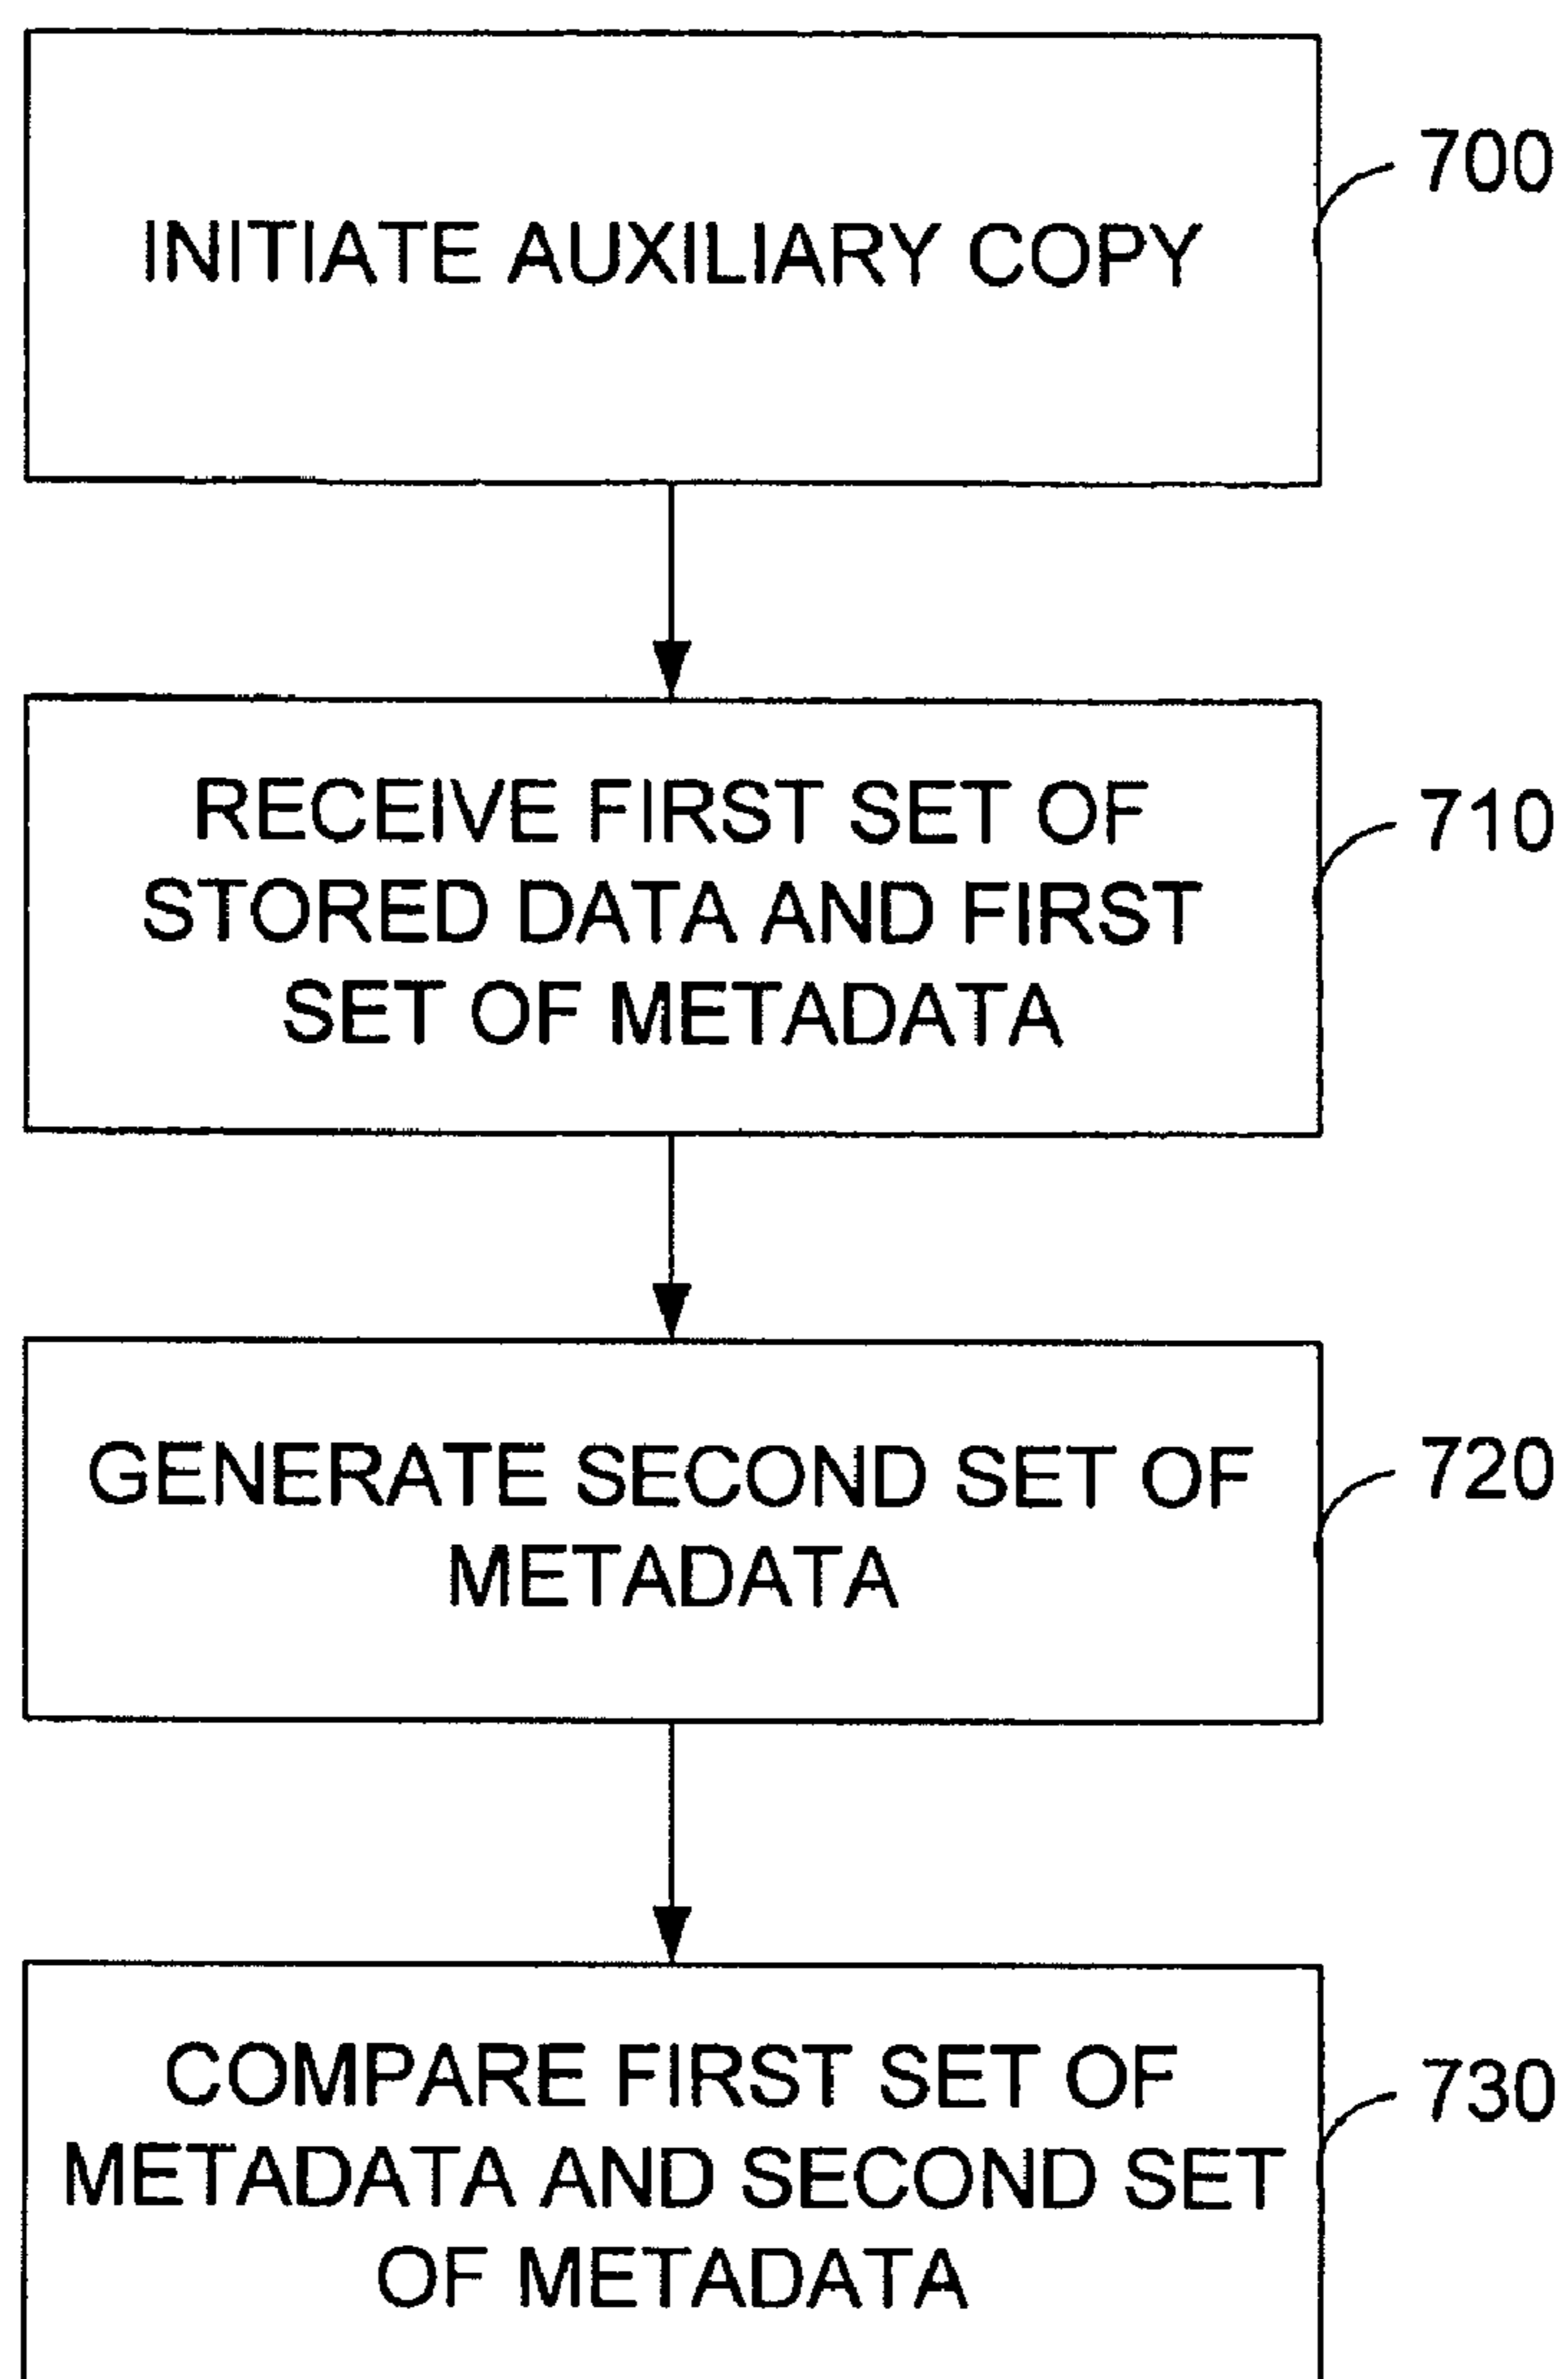 INITIATE AUXILIARY COPY
700
RECEIVE FIRST SET OF
STORED DATA AND FIRST
SET OF METADATA
710
GENERATE SECOND SET OF
METADATA
720
COMPARE FIRST SET OF
METADATA AND SECOND SET
OF METADATA
730